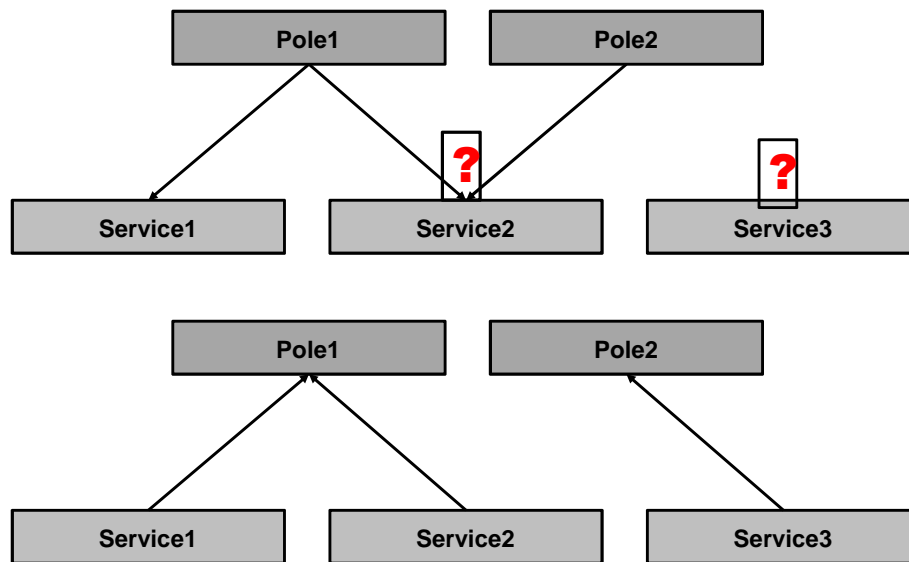 Pole1
Pole2
?
?
Service1
Service2
Service3
Pole1
Pole2
Service1
Service2
Service3